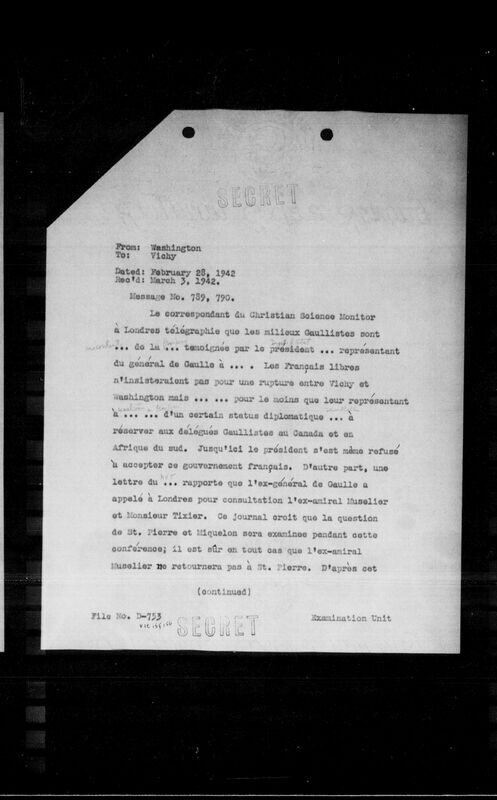 SECRET
From: Washington
To: Vichy
Dated: February 28, 1942
Rec'd: March 3, 1942.
Message No. 789, 790.
Le correspondant du Christian Science Monitor
à Londres télégraphie que les milieux Gaullistes sont
... de la ... temoignée par le président ... représentant
du général de Gaulle à ... . Les Français libres
n'insisteraient pas pour une rupture entre Vichy et
Washington mais ... ... pour le moins que leur représentant
à ... ... d'un certain status diplomatique ... à
réserver aux délégués Gaullistes au Canada et en
Afrique du sud. Jusqu'ici le président s'est même refusé
à accepter ce gouvernement français. D'autre part, une
lettre du ... rapporte que l'ex-général de Gaulle a
appelé à Londres pour consultation l'ex-amiral Muselier
et Monsieur Tixier. Ce journal croit que la question
de St. Pierre et Miquelon sera examinee pendant cette
conférence; il est sûr en tout cas que l'ex-amiral
Muselier ne retournera pas à St. Pierre. D'après cet
(continued)
File No. D-753
Examination Unit
SECRET